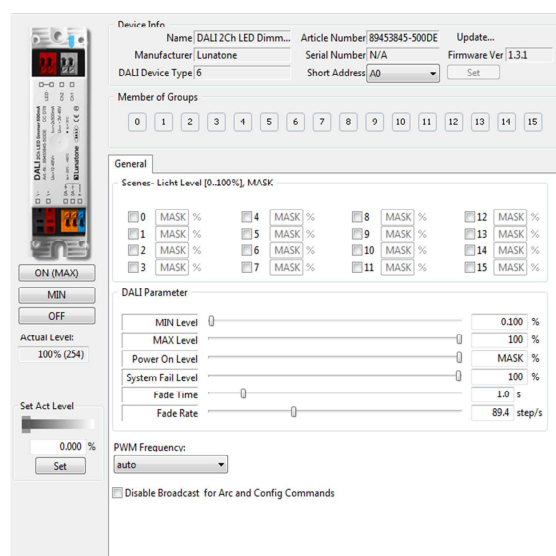 Device Info
Name DALI 2Ch LED Dimm... Article Number 89453845-500DE Update...
Manufacturer Lunatone Serial Number N/A Firmware Ver 1.3.1
DALI Device Type 6 Short Address A0 Set
Member of Groups
0 1 2 3 4 5 6 7 8 9 10 11 12 13 14 15
General
Scenes- Licht Level [0..100%], MASK
0 MASK % 4 MASK % 8 MASK % 12 MASK %
1 MASK % 5 MASK % 9 MASK % 13 MASK %
2 MASK % 6 MASK % 10 MASK % 14 MASK %
3 MASK % 7 MASK % 11 MASK % 15 MASK %
DALI Parameter
MIN Level 0.100 %
MAX Level 100 %
Power On Level MASK %
System Fail Level 100 %
Fade Time 1.0 s
Fade Rate 89.4 step/s
PWM Frequency:
auto
Disable Broadcast for Arc and Config Commands
LED Ch2 Ch1
DALI 2Ch LED Dimmer 500mA
Lunatone
ON (MAX)
MIN
OFF
Actual Level:
100% (254)
Set Act Level
0.000 %
Set